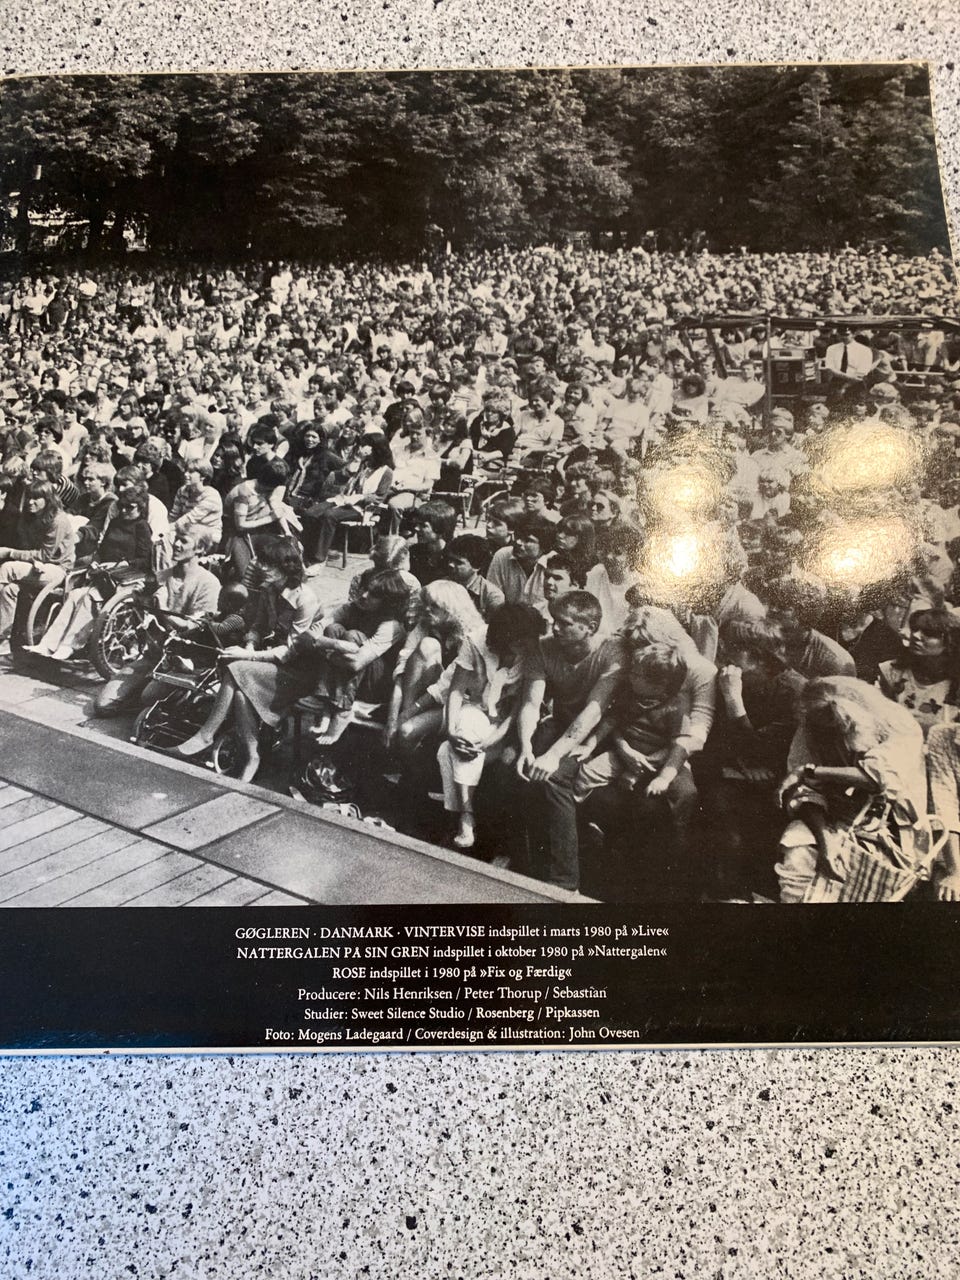 GØGLEREN · DANMARK · VINTERVISE indspillet i marts 1980 på »Live«
NATTERGALEN PÅ SIN GREN indspillet i oktober 1980 på »Nattergalen«
ROSE indspillet i 1980 på »Fix og Færdig«
Producere: Nils Henriksen / Peter Thorup / Sebastian
Studier: Sweet Silence Studio / Rosenberg / Pipkassen
Foto: Mogens Ladegaard / Coverdesign & illustration: John Ovesen